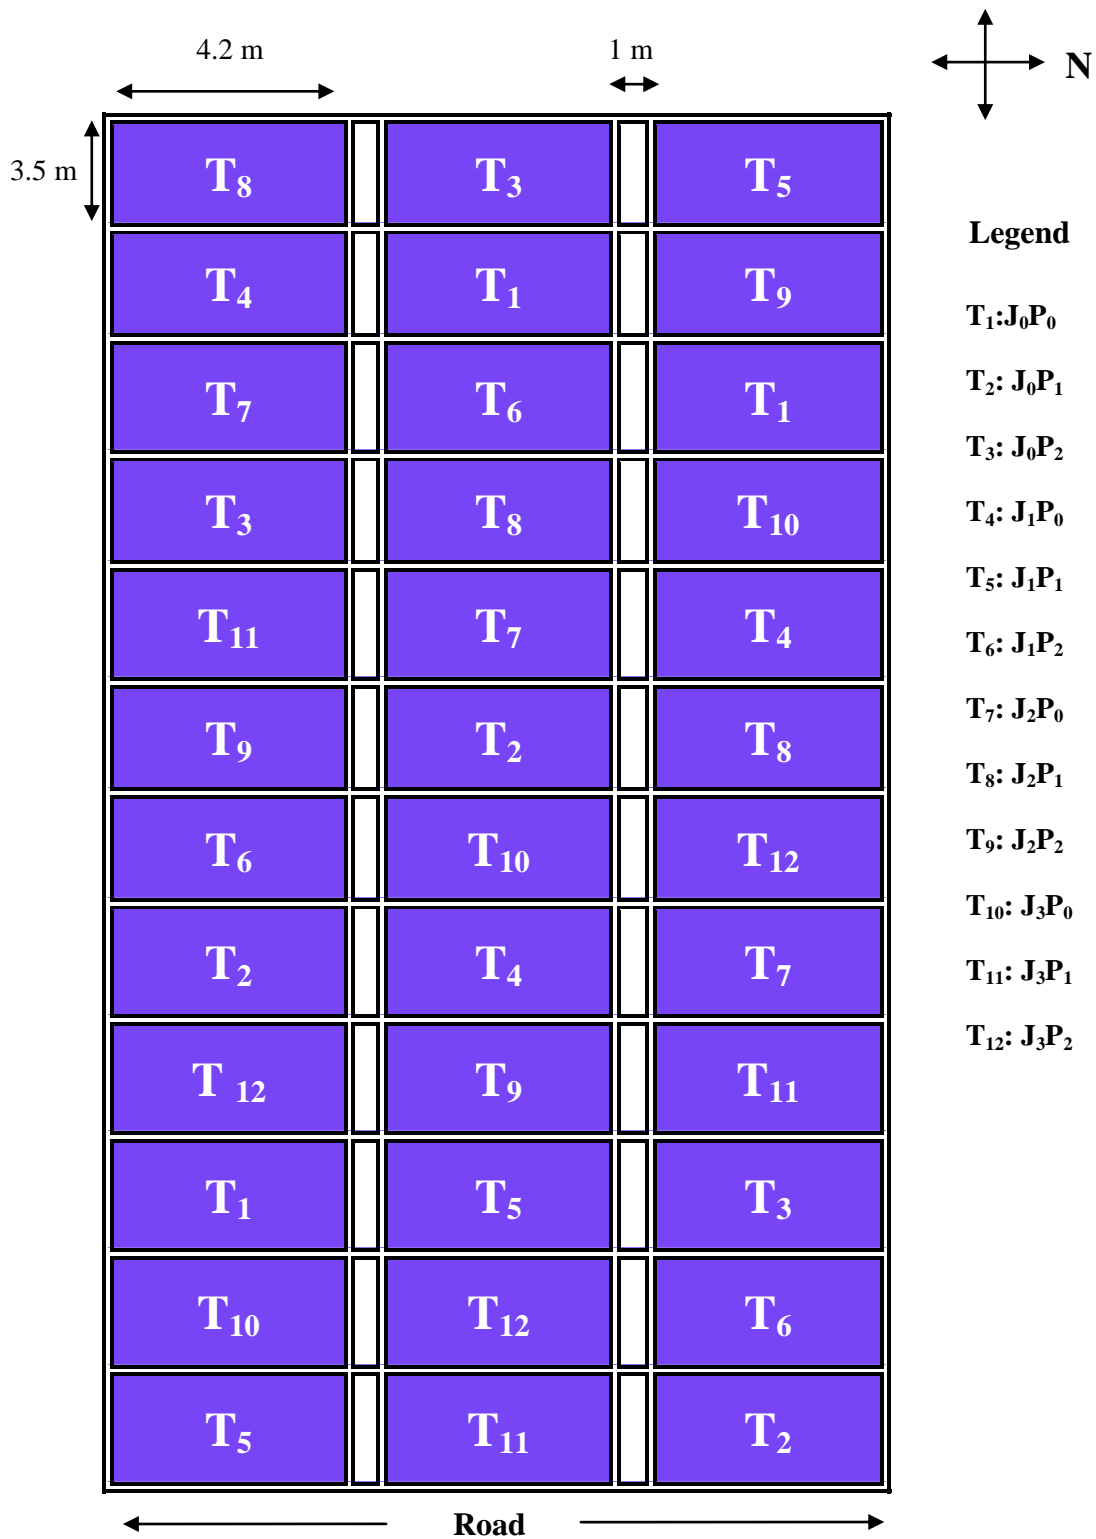 4.2 m 1 m
N
3.5 m
T₈ T₃ T₅
Legend
T₄ T₁ T₉
T₁:J₀P₀
T₂: J₀P₁
T₇ T₆ T₁
T₃: J₀P₂
T₃ T₈ T₁₀
T₄: J₁P₀
T₅: J₁P₁
T₁₁ T₇ T₄
T₆: J₁P₂
T₇: J₂P₀
T₉ T₂ T₈
T₈: J₂P₁
T₉: J₂P₂
T₆ T₁₀ T₁₂
T₁₀: J₃P₀
T₂ T₄ T₇
T₁₁: J₃P₁
T₁₂: J₃P₂
T ₁₂ T₉ T₁₁
T₁ T₅ T₃
T₁₀ T₁₂ T₆
T₅ T₁₁ T₂
Road